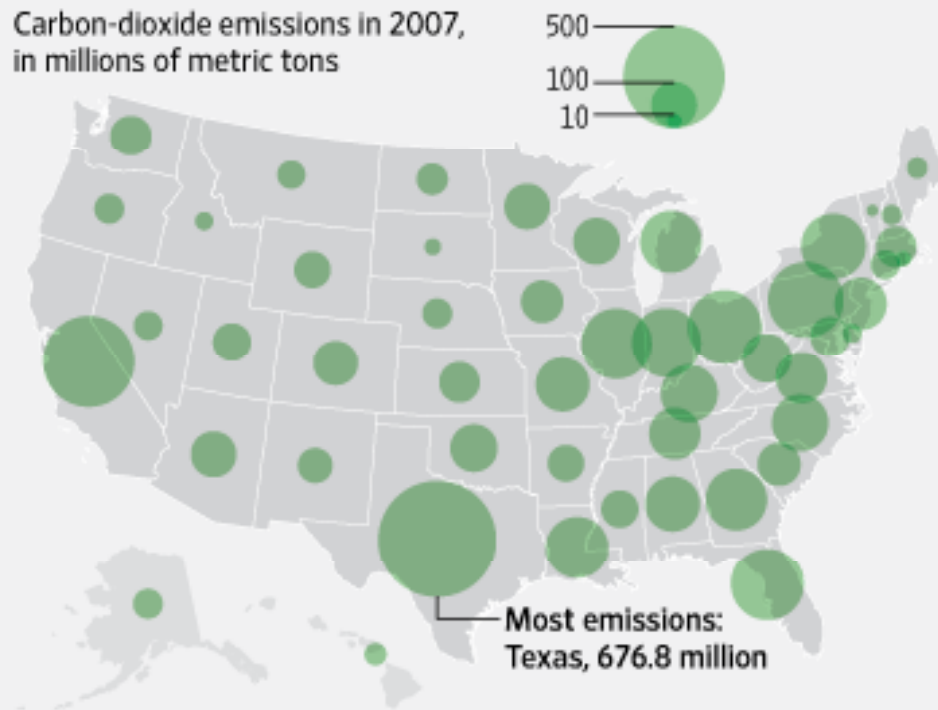 Carbon-dioxide emissions in 2007,
in millions of metric tons
500
100
10
Most emissions:
Texas, 676.8 million